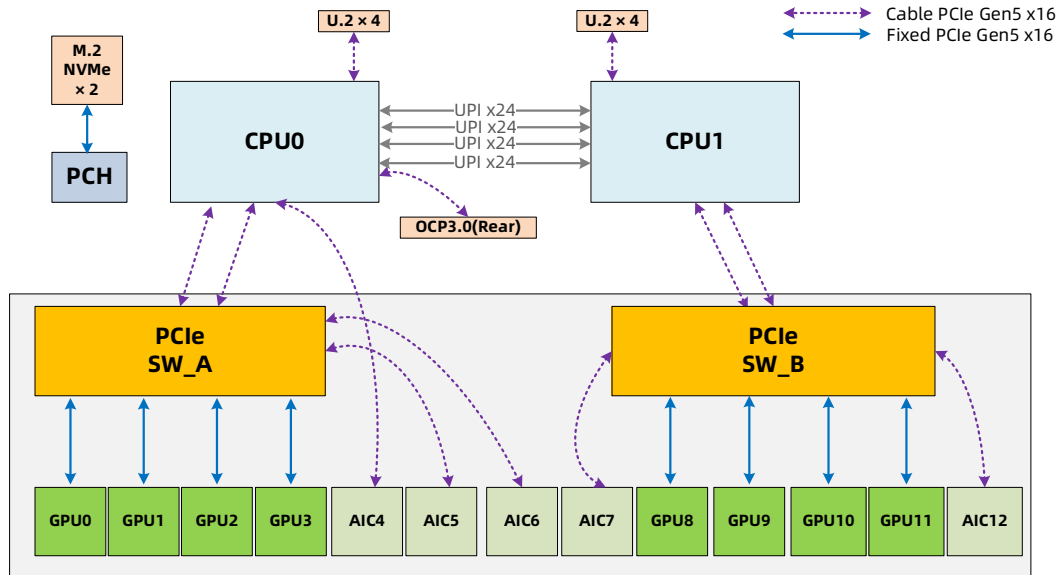 U.2 × 4
U.2 × 4
Cable PCIe Gen5 x16
Fixed PCIe Gen5 x16
M.2
NVMe
× 2
CPU0
UPI x24
UPI x24
UPI x24
UPI x24
CPU1
PCH
OCP3.0(Rear)
PCIe
SW_A
PCIe
SW_B
GPU0
GPU1
GPU2
GPU3
AIC4
AIC5
AIC6
AIC7
GPU8
GPU9
GPU10
GPU11
AIC12